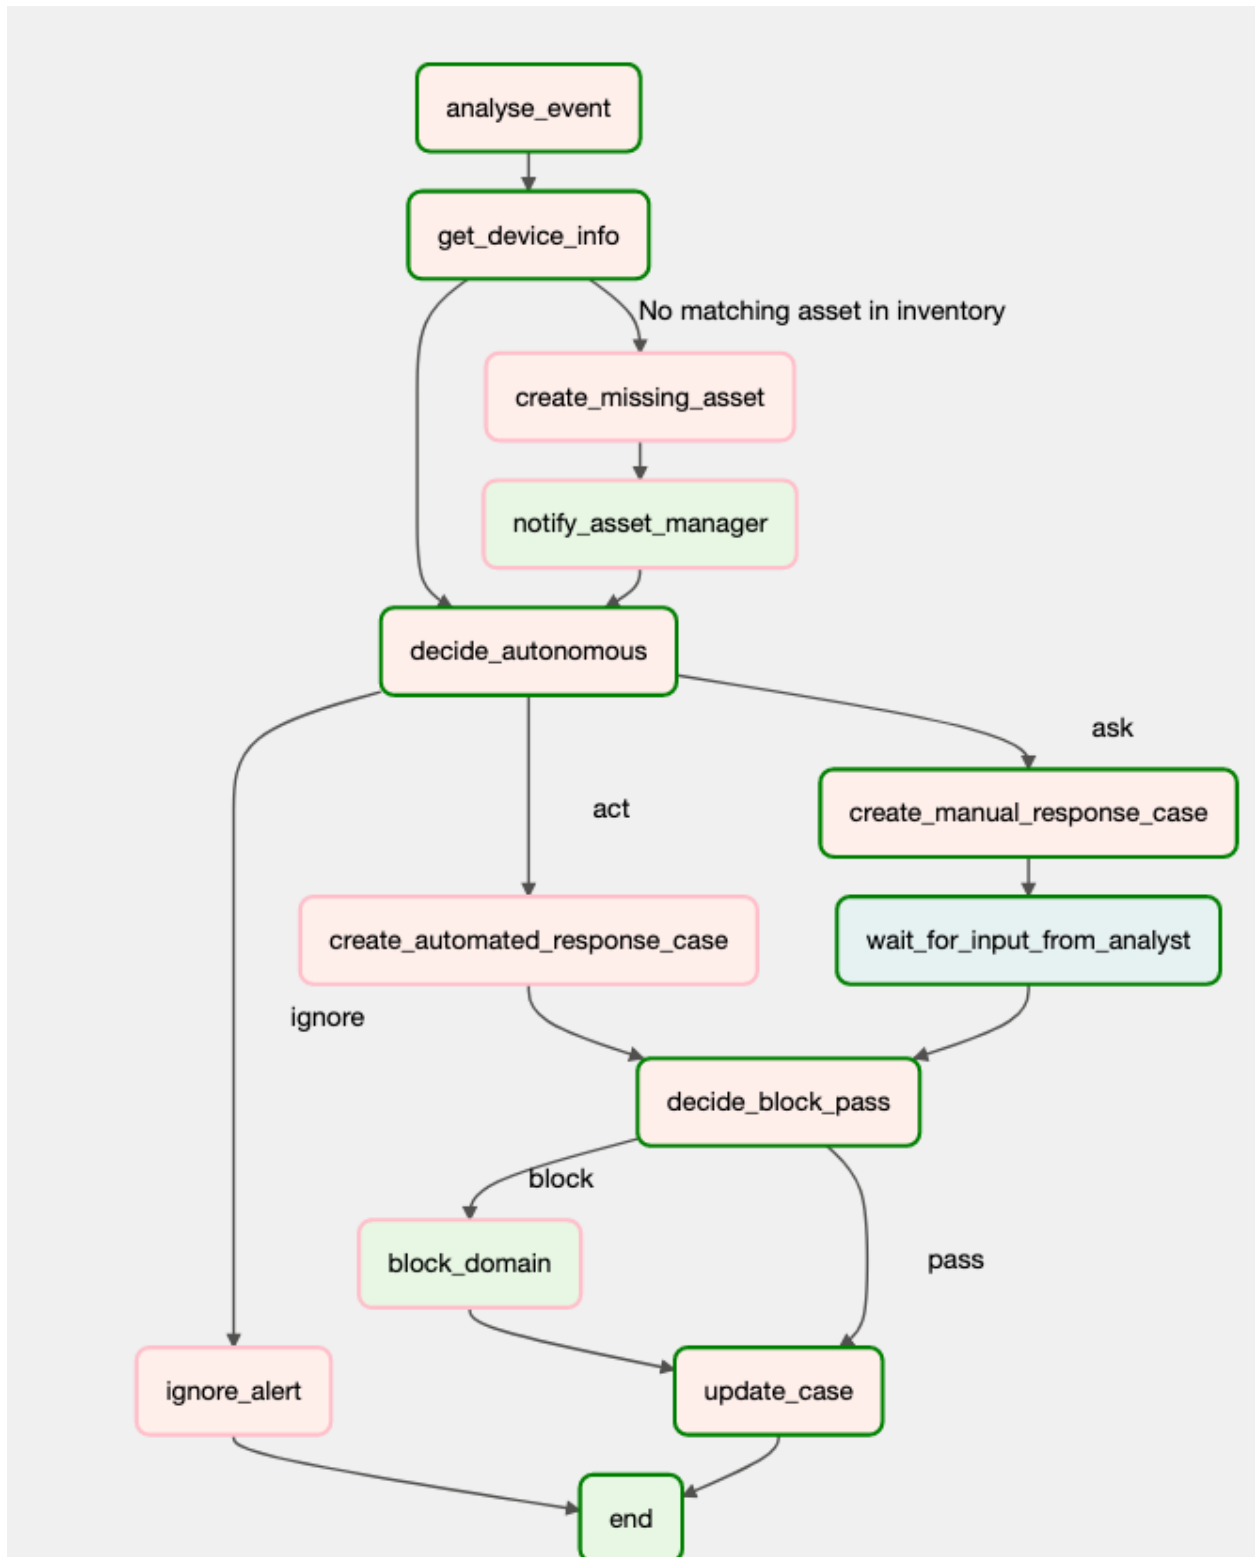 analyse_event
get_device_info
No matching asset in inventory
create_missing_asset
notify_asset_manager
decide_autonomous
ask
act
create_manual_response_case
create_automated_response_case
wait_for_input_from_analyst
ignore
decide_block_pass
block
pass
block_domain
ignore_alert
update_case
end